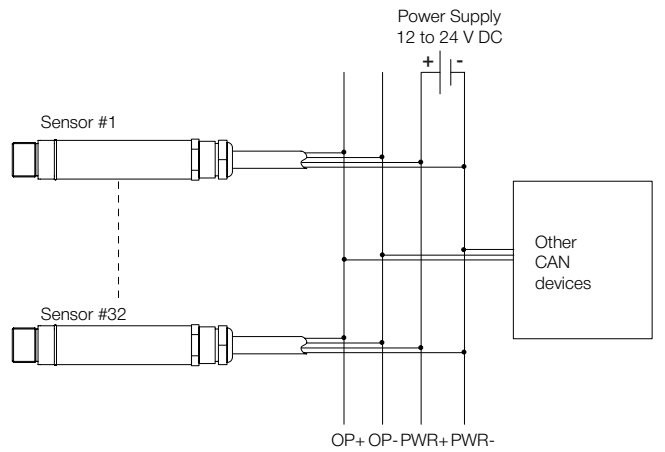 Power Supply
12 to 24 V DC
+ -
Sensor #1
Other
CAN
devices
Sensor #32
OP+ OP- PWR+ PWR-